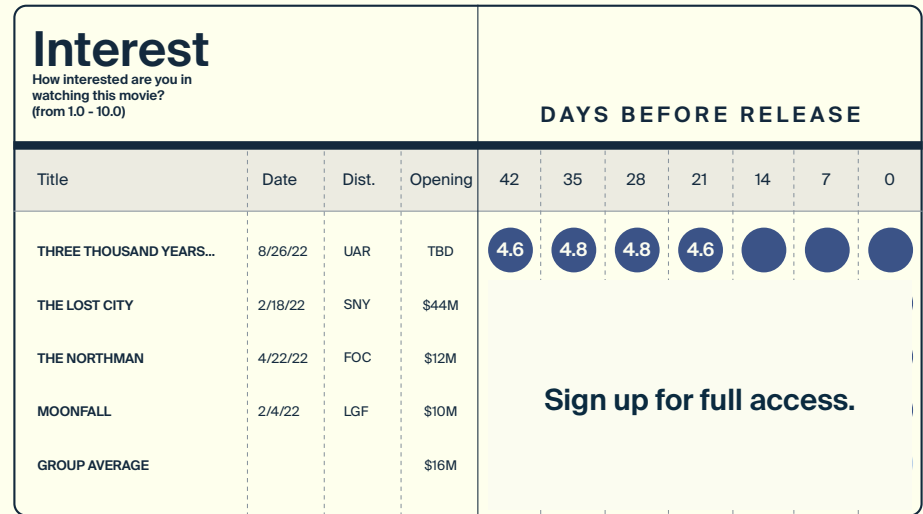 Interest
How interested are you in
watching this movie?
(from 1.0 - 10.0)
DAYS BEFORE RELEASE
Title Date Dist. Opening 42 35 28 21 14 7 0
THREE THOUSAND YEARS... 8/26/22 UAR TBD 4.6 4.8 4.8 4.6
THE LOST CITY 2/18/22 SNY $44M
THE NORTHMAN 4/22/22 FOC $12M
Sign up for full access.
MOONFALL 2/4/22 LGF $10M
GROUP AVERAGE $16M